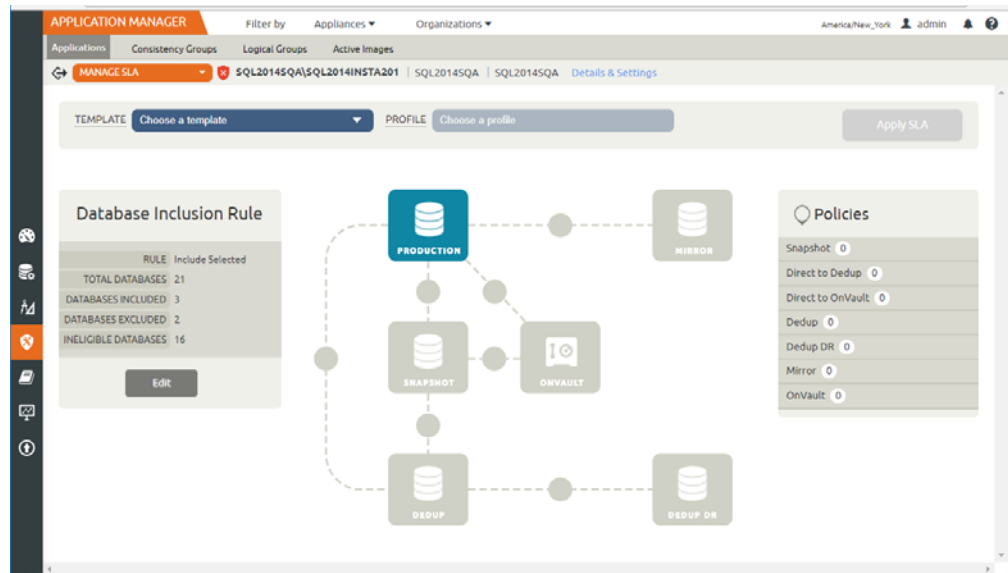 APPLICATION MANAGER Filter by Appliances Organizations America/New_York admin
Applications Consistency Groups Logical Groups Active Images
MANAGE SLA SQL2014SQA\SQL2014INSTA201 | SQL2014SQA | SQL2014SQA Details & Settings
TEMPLATE Choose a template PROFILE Choose a profile Apply SLA
Database Inclusion Rule
RULE Include Selected
TOTAL DATABASES 21
DATABASES INCLUDED 3
DATABASES EXCLUDED 2
INELIGIBLE DATABASES 16
Edit
PRODUCTION
MIRROR
SNAPSHOT
ONVAULT
DEDUP
DEDUP DR
Policies
Snapshot 0
Direct to Dedup 0
Direct to OnVault 0
Dedup 0
Dedup DR 0
Mirror 0
OnVault 0